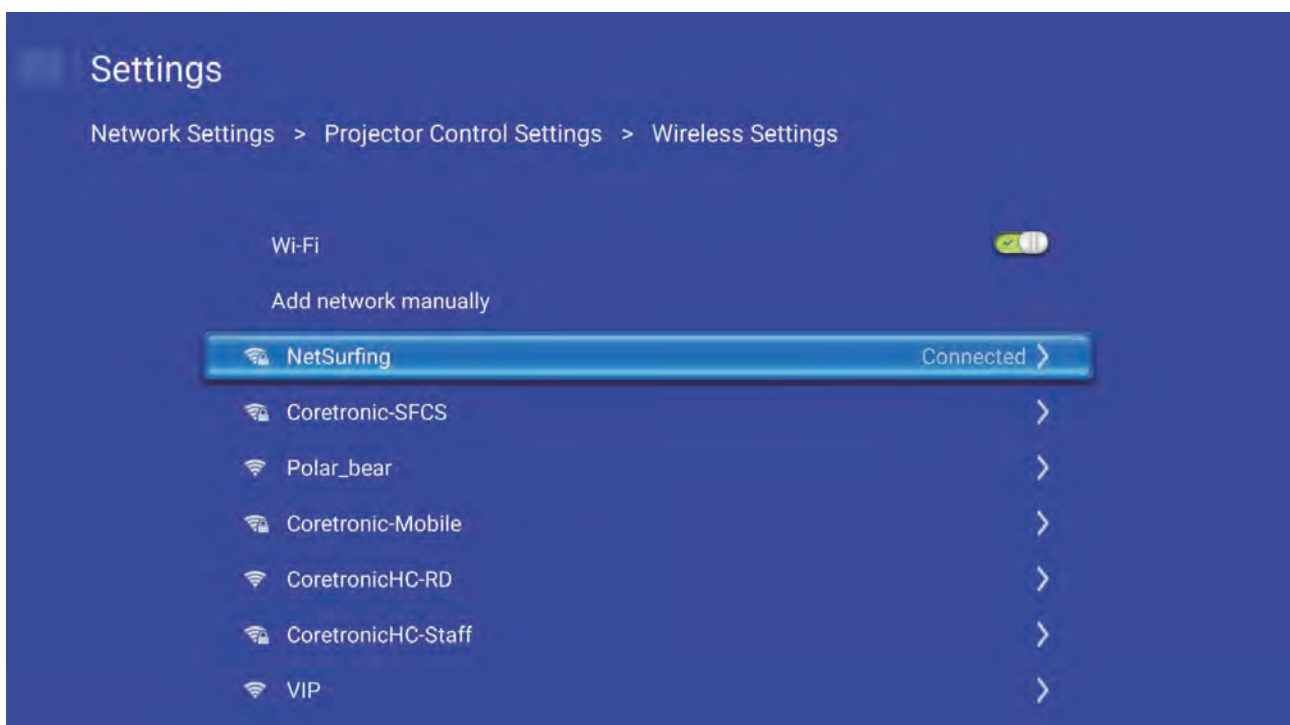 Settings
Network Settings > Projector Control Settings > Wireless Settings
Wi-Fi
Add network manually
NetSurfing Connected >
Coretronic-SFCS >
Polar_bear >
Coretronic-Mobile >
CoretronicHC-RD >
CoretronicHC-Staff >
VIP >